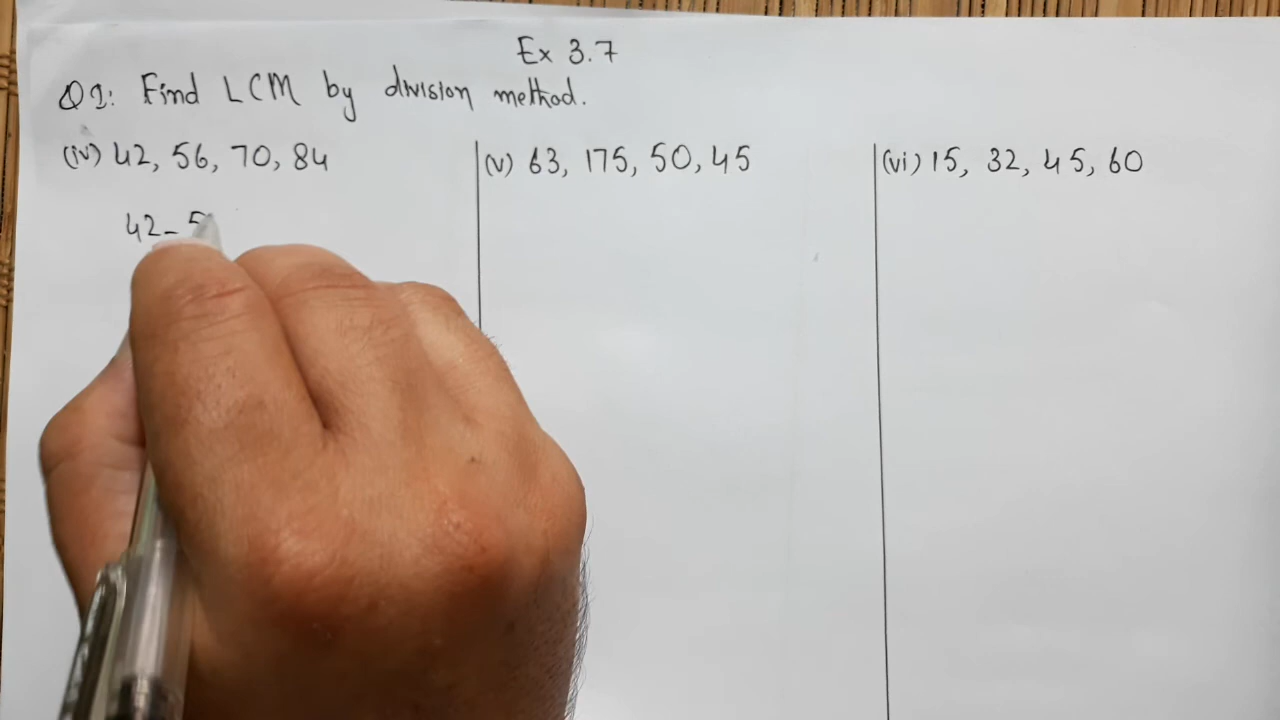 Ex 3.7
Q1: Find LCM by division method.
(iv) 42, 56, 70, 84
(v) 63, 175, 50, 45
(vi) 15, 32, 45, 60
42 - 5